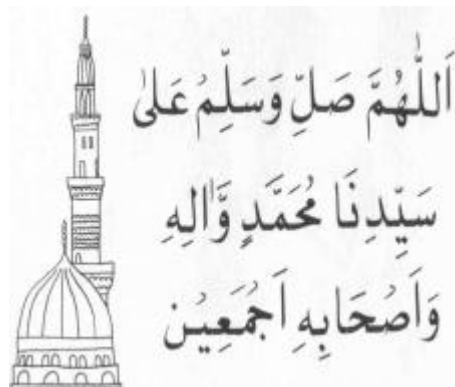 اَللّٰهُمَّ صَلِّ وَسَلِّمْ عَلٰى
سَيِّدِنَا مُحَمَّدٍ وَّاٰلِهِ
وَاَصْحَابِهِ اَجْمَعِيْن